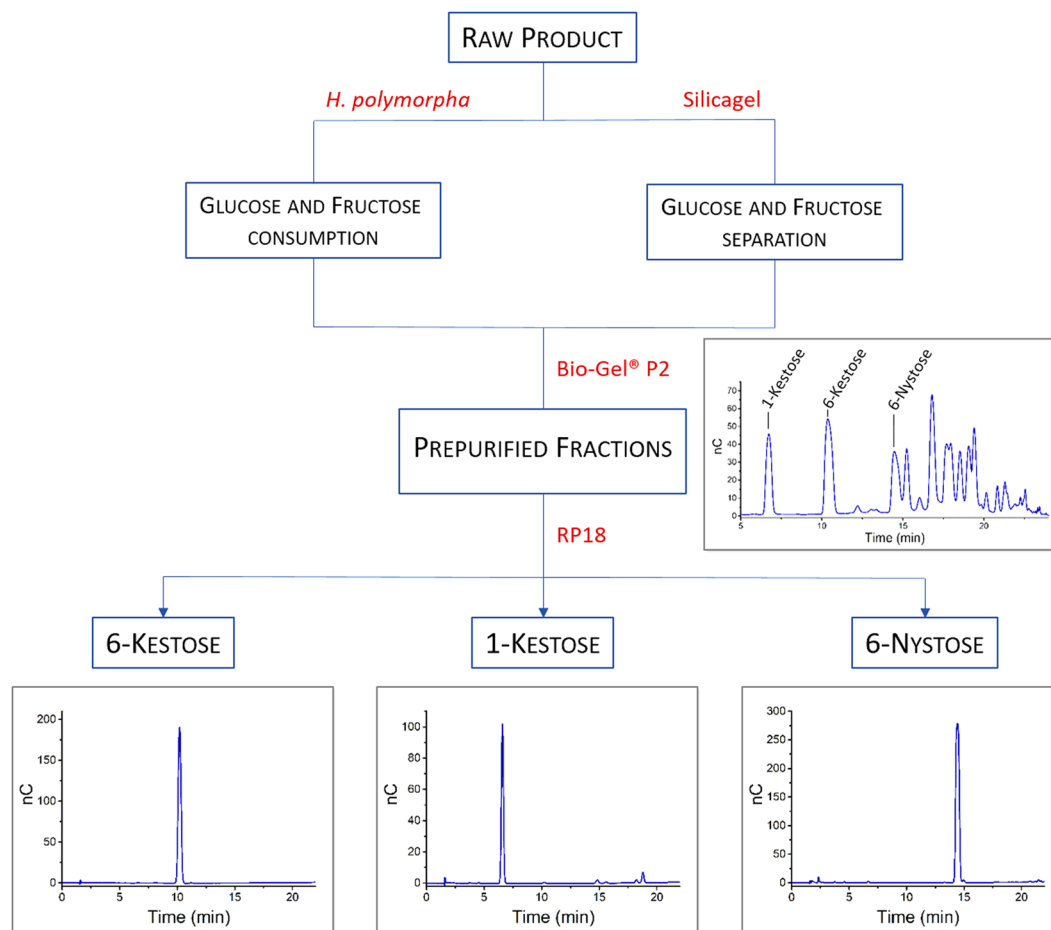 RAW PRODUCT
H. polymorpha
Silicagel
GLUCOSE AND FRUCTOSE
CONSUMPTION
GLUCOSE AND FRUCTOSE
SEPARATION
Bio-Gel® P2
PREPURIFIED FRACTIONS
1-Kestose
6-Kestose
6-Nystose
70
60
50
40
30
20
10
0
nC
5
10
15
20
Time (min)
RP18
6-KESTOSE
1-KESTOSE
6-NYSTOSE
200
150
100
50
0
nC
0
5
10
15
20
Time (min)
100
80
60
40
20
0
nC
0
5
10
15
20
Time (min)
300
250
200
150
100
50
0
nC
0
5
10
15
20
Time (min)